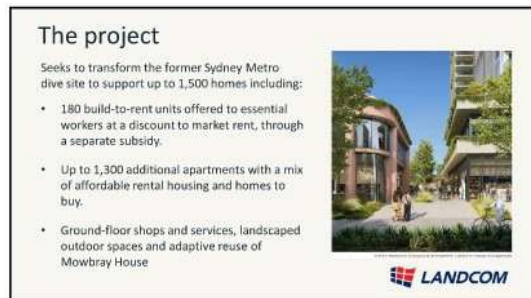 The project
Seeks to transform the former Sydney Metro
dive site to support up to 1,500 homes including:
• 180 build-to-rent units offered to essential
workers at a discount to market rent, through
a separate subsidy.
• Up to 1,300 additional apartments with a mix
of affordable rental housing and homes to
buy.
• Ground-floor shops and services, landscaped
outdoor spaces and adaptive reuse of
Mowbray House
LANDCOM